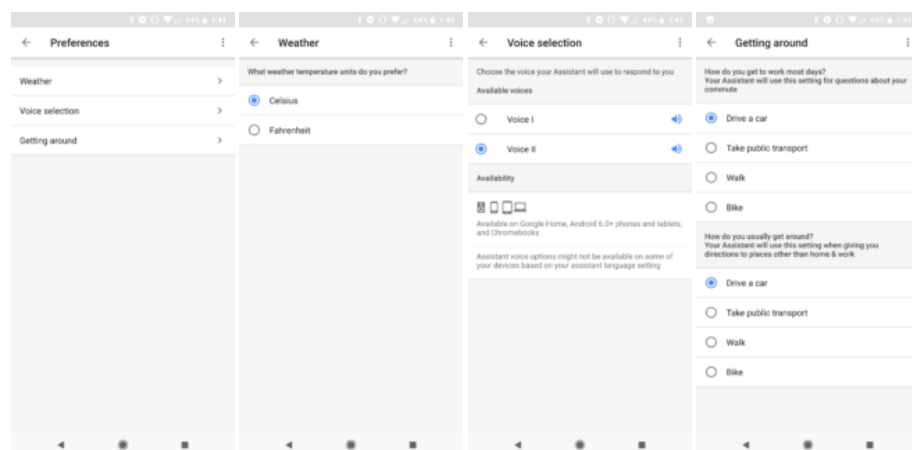 Preferences
Weather
Voice selection
Getting around
Weather
What weather temperature units do you prefer?
Celsius
Fahrenheit
Voice selection
Choose the voice your Assistant will use to respond to you
Available voices
Voice I
Voice II
Availability
Available on Google Home, Android 6.0+ phones and tablets,
and Chromebooks
Assistant voice options might not be available on some of
your devices based on your assistant language setting
Getting around
How do you get to work most days?
Your Assistant will use this setting for questions about your
commute
Drive a car
Take public transport
Walk
Bike
How do you usually get around?
Your Assistant will use this setting when giving you
directions to places other than home & work
Drive a car
Take public transport
Walk
Bike